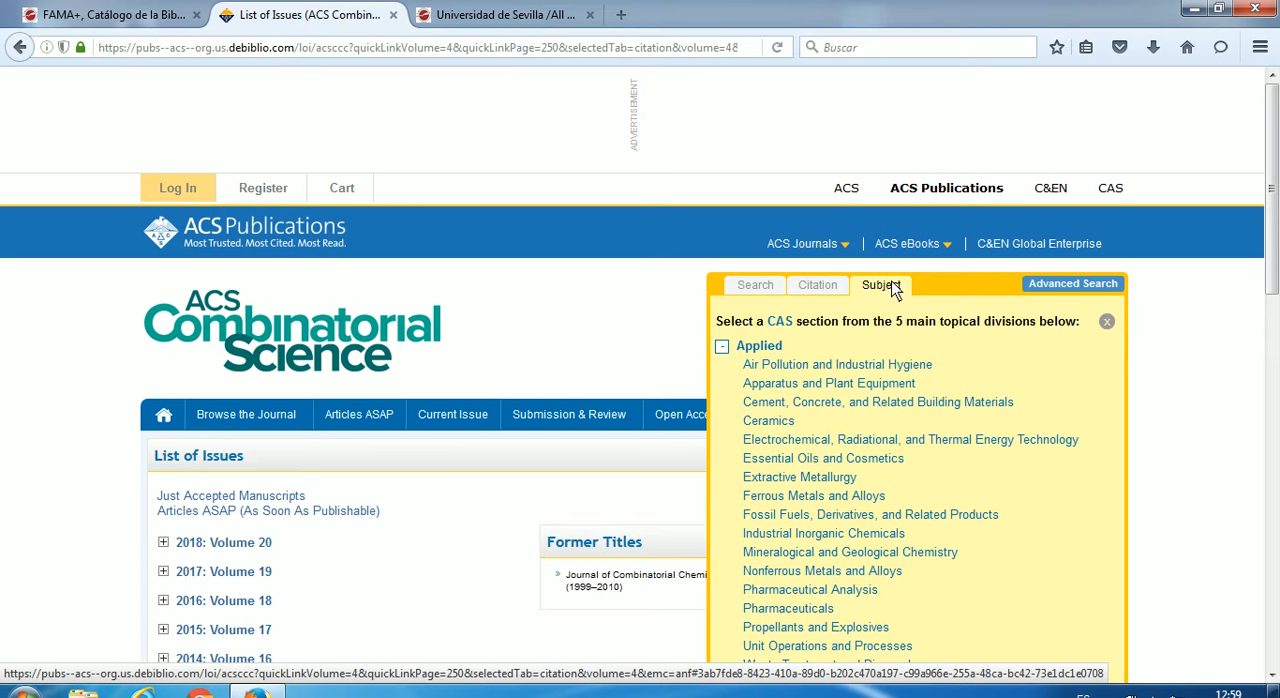 FAMA+, Catálogo de la Bib...
List of Issues (ACS Combin...
Universidad de Sevilla /All ...
https://pubs--acs--org.us.debiblio.com/loi/acsccc?quickLinkVolume=4&quickLinkPage=250&selectedTab=citation&volume=48
Buscar
ADVERTISEMENT
Log In
Register
Cart
ACS
ACS Publications
C&EN
CAS
ACS Publications
Most Trusted. Most Cited. Most Read.
ACS Journals
ACS eBooks
C&EN Global Enterprise
ACS
Combinatorial
Science
Search
Citation
Subject
Advanced Search
Select a CAS section from the 5 main topical divisions below:
x
Applied
Air Pollution and Industrial Hygiene
Apparatus and Plant Equipment
Cement, Concrete, and Related Building Materials
Ceramics
Electrochemical, Radiational, and Thermal Energy Technology
Essential Oils and Cosmetics
Extractive Metallurgy
Ferrous Metals and Alloys
Fossil Fuels, Derivatives, and Related Products
Industrial Inorganic Chemicals
Mineralogical and Geological Chemistry
Nonferrous Metals and Alloys
Pharmaceutical Analysis
Pharmaceuticals
Propellants and Explosives
Unit Operations and Processes
Browse the Journal
Articles ASAP
Current Issue
Submission & Review
Open Acce
List of Issues
Just Accepted Manuscripts
Articles ASAP (As Soon As Publishable)
2018: Volume 20
2017: Volume 19
2016: Volume 18
2015: Volume 17
2014: Volume 16
Former Titles
Journal of Combinatorial Chemi
(1999–2010)
https://pubs--acs--org.us.debiblio.com/loi/acsccc?quickLinkVolume=4&quickLinkPage=250&selectedTab=citation&volume=4&emc=anf#3ab7fde8-8423-410a-89d0-b202c470a197-c99a966e-255a-48ca-bc42-73e1dc1e0708
12:59